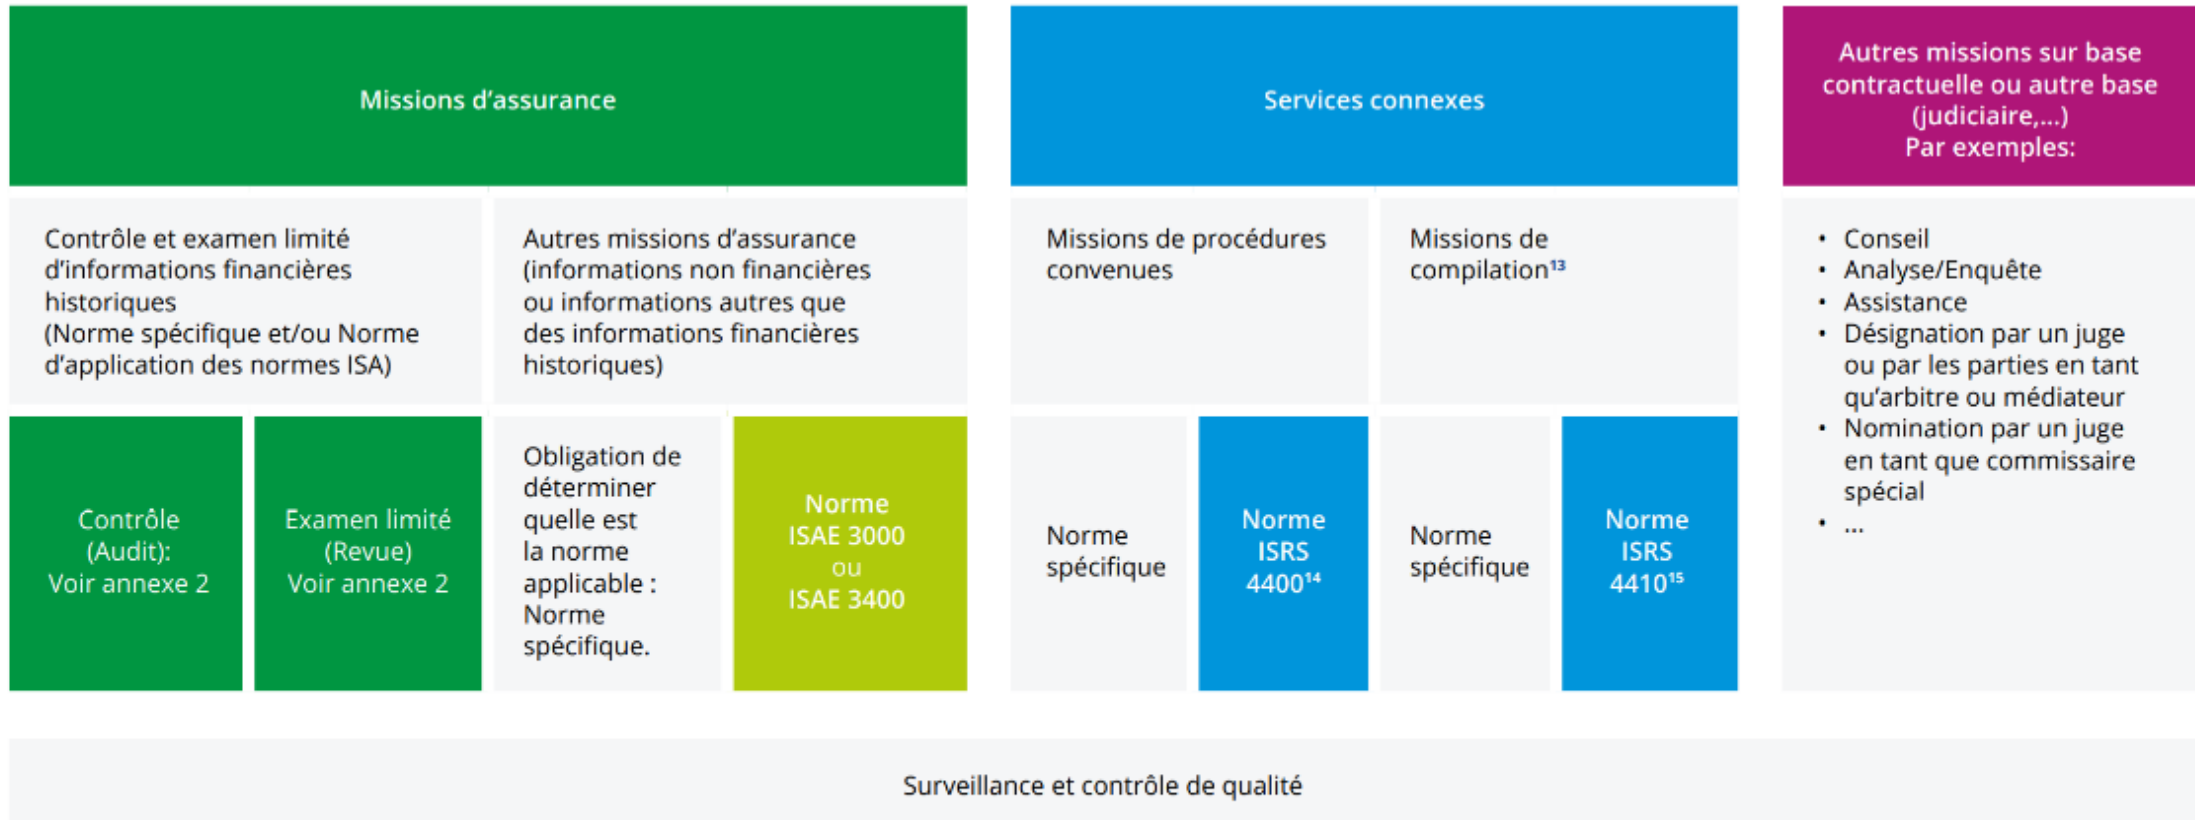 Missions d'assurance
Services connexes
Autres missions sur base
contractuelle ou autre base
(judiciaire,...)
Par exemples:
Contrôle et examen limité
d'informations financières
historiques
(Norme spécifique et/ou Norme
d'application des normes ISA)
Autres missions d'assurance
(informations non financières
ou informations autres que
des informations financières
historiques)
Missions de procédures
convenues
Missions de
compilation¹³
• Conseil
• Analyse/Enquête
• Assistance
• Désignation par un juge
ou par les parties en tant
qu'arbitre ou médiateur
• Nomination par un juge
en tant que commissaire
spécial
• ...
Contrôle
(Audit):
Voir annexe 2
Examen limité
(Revue)
Voir annexe 2
Obligation de
déterminer
quelle est
la norme
applicable :
Norme
spécifique.
Norme
ISAE 3000
ou
ISAE 3400
Norme
spécifique
Norme
ISRS
4400¹⁴
Norme
spécifique
Norme
ISRS
4410¹⁵
Surveillance et contrôle de qualité